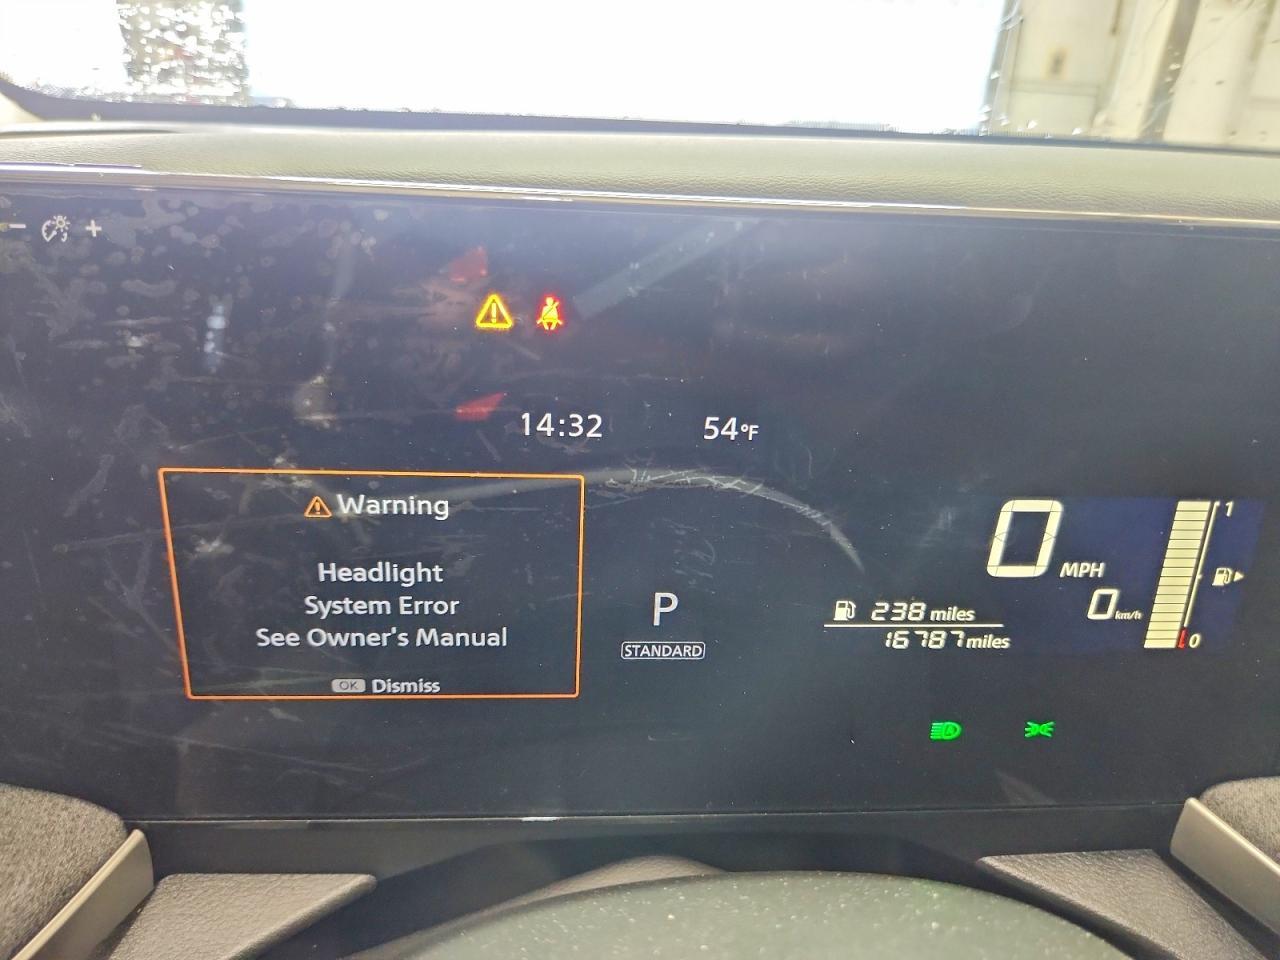 14:32
54°F
Warning
Headlight
System Error
See Owner's Manual
OK Dismiss
P
STANDARD
0 MPH
0 km/h
238 miles
16787 miles
1
0
A